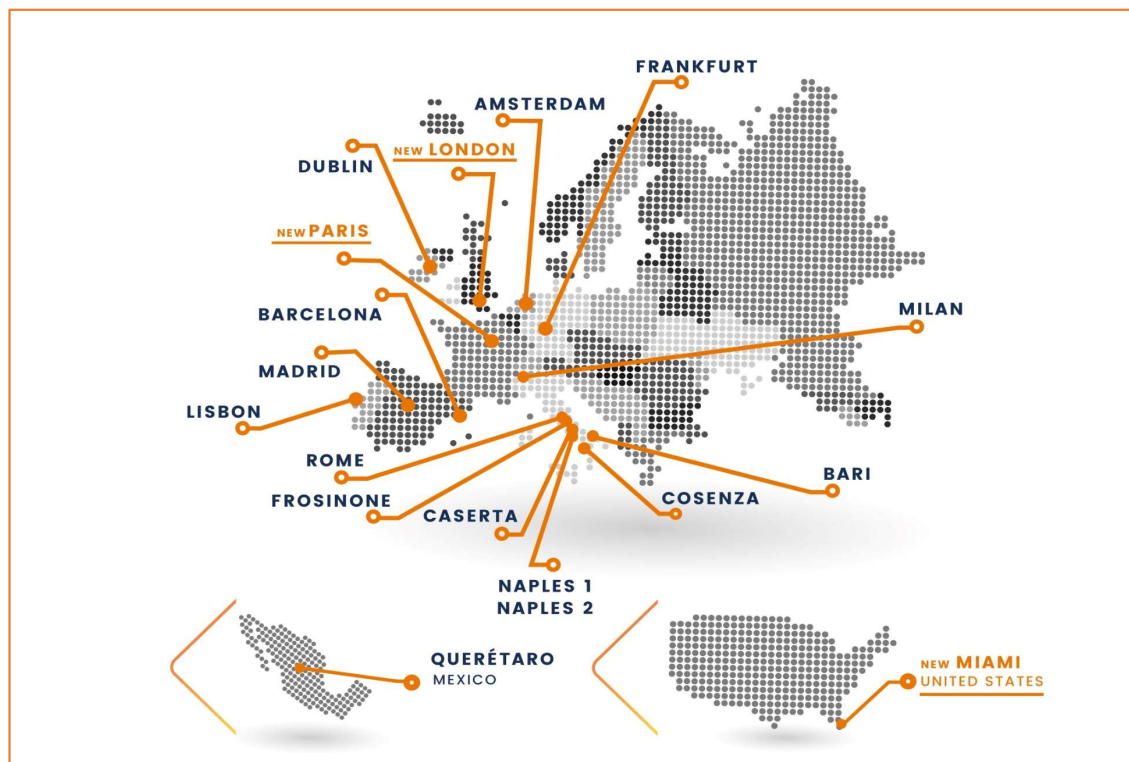 FRANKFURT
AMSTERDAM
NEW LONDON
DUBLIN
NEW PARIS
BARCELONA
MILAN
MADRID
LISBON
ROME
BARI
FROSINONE
COSENZA
CASERTA
NAPLES 1
NAPLES 2
QUERÉTARO
MEXICO
NEW MIAMI
UNITED STATES